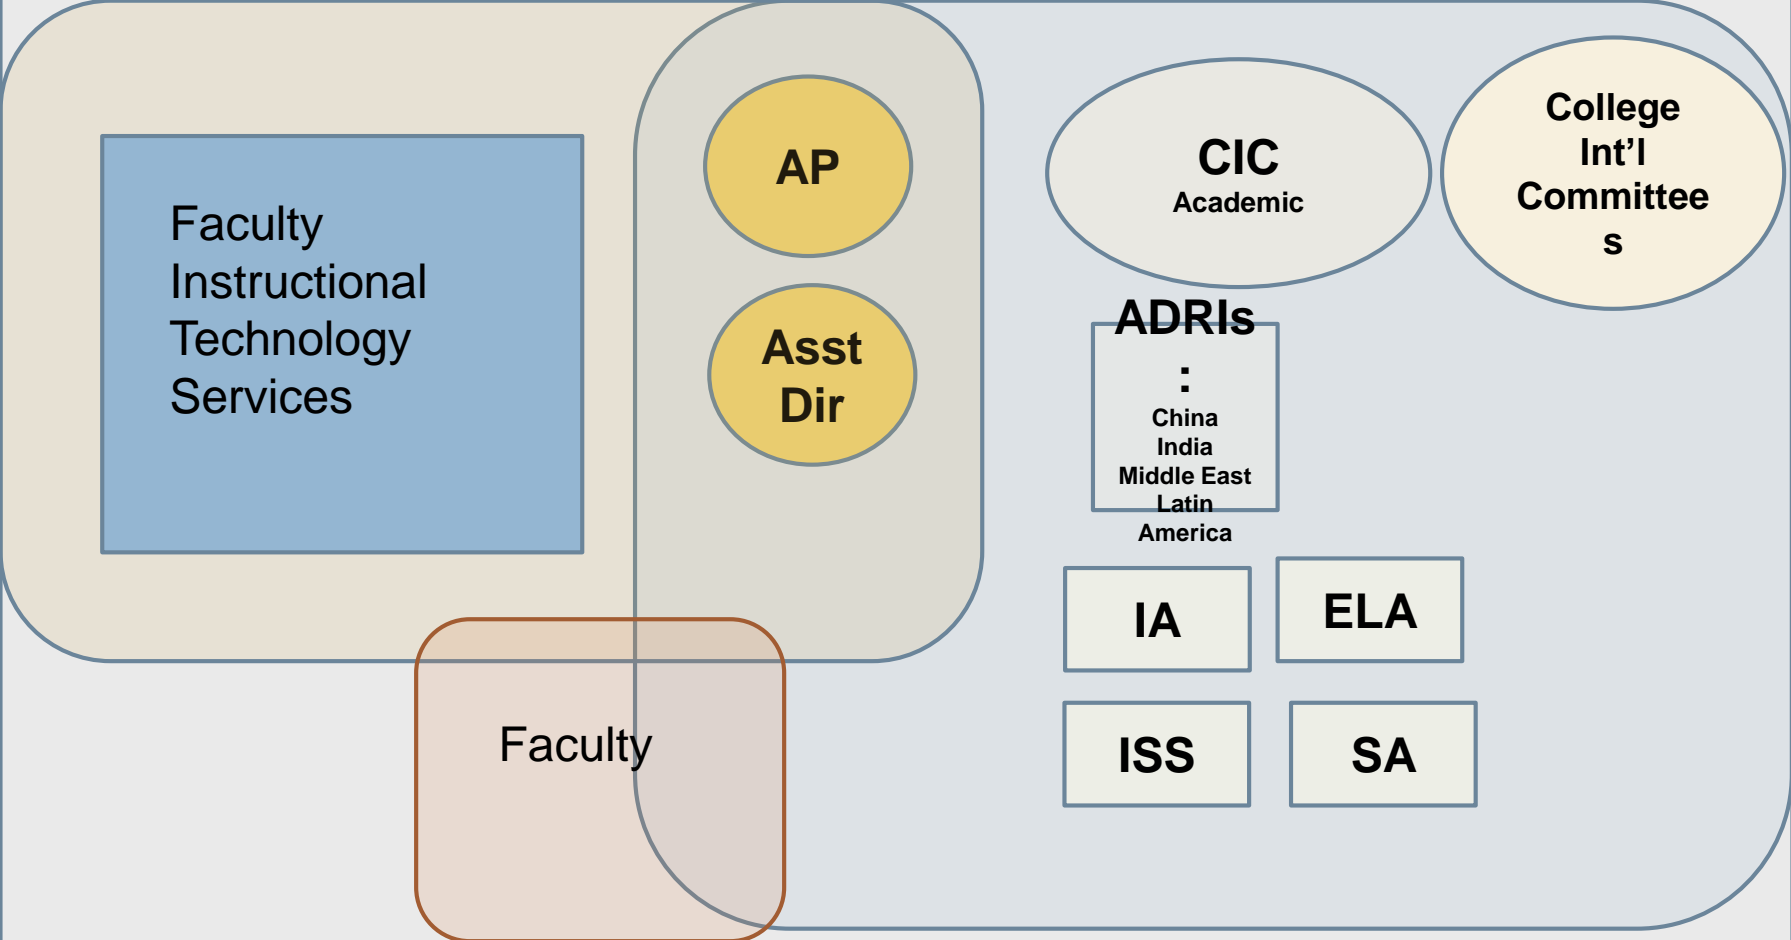 Faculty
Instructional
Technology
Services
AP
Asst
Dir
CIC
Academic
College
Int’l
Committee
s
ADRIs
:
China
India
Middle East
Latin
America
IA
ELA
ISS
SA
Faculty